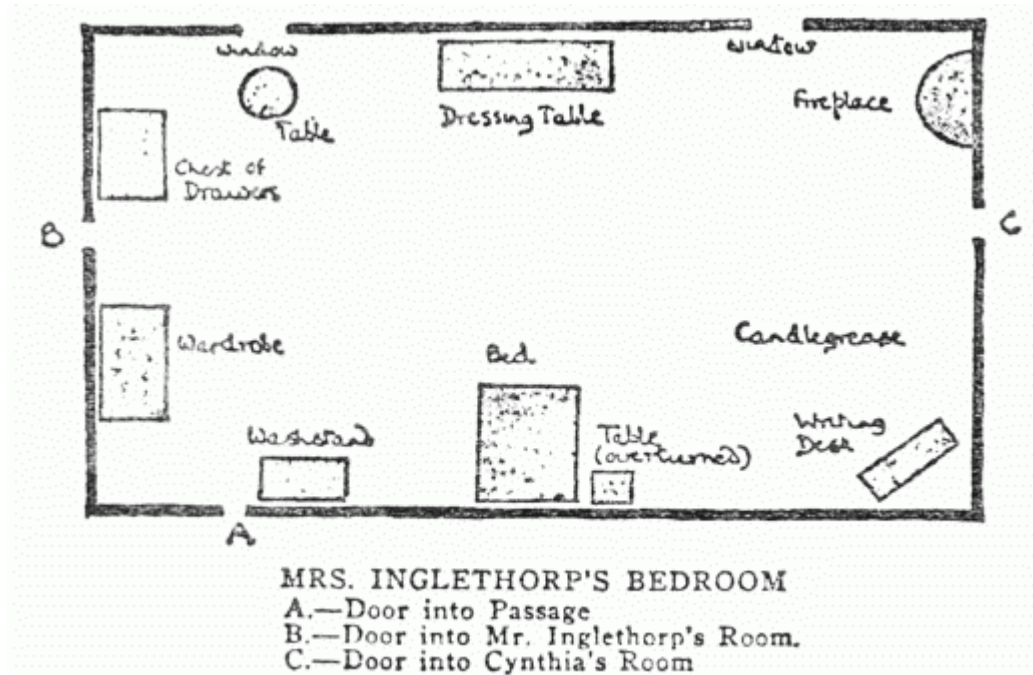 window
window
Table
Dressing Table
Fireplace
Chest of
Drawers
B
C
Wardrobe
Candlegrease
Bed
Washstand
Table
(overturned)
Writing
Desk
A
MRS. INGLETHORP'S BEDROOM
A.—Door into Passage
B.—Door into Mr. Inglethorp's Room.
C.—Door into Cynthia's Room